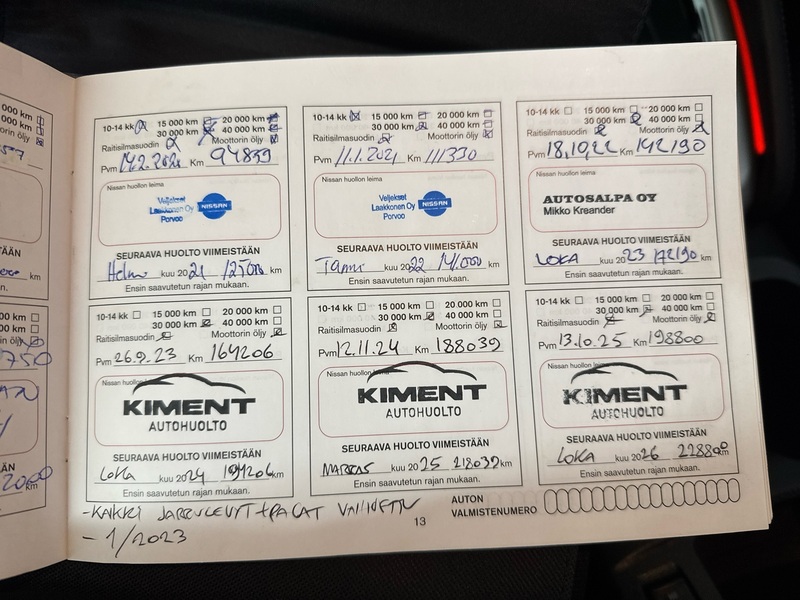 000 km
000 km
Moottorin öljy
km
10-14 kk 15 000 km 20 000 km
30 000 km 40 000 km
Raitisilmasuodin Moottorin öljy
Pvm Km 94839
Veljekset
Laakkonen Oy
Porvoo
NISSAN
SEURAAVA HUOLTO VIIMEISTÄÄN
Helmi kuu 2021 125000 km
Ensin saavutetun rajan mukaan.
10-14 kk 15 000 km 20 000 km
30 000 km 40 000 km
Raitisilmasuodin Moottorin öljy
Pvm 11.1.2021 Km 111330
Nissan huollon leima
Veljekset
Laakkonen Oy
Porvoo
NISSAN
SEURAAVA HUOLTO VIIMEISTÄÄN
Tammi kuu 2022 141000 km
Ensin saavutetun rajan mukaan.
10-14 kk 15 000 km 20 000 km
30 000 km 40 000 km
Raitisilmasuodin Moottorin öljy
Pvm 18.10.22 Km 142190
Nissan huollon leima
AUTOSALPA OY
Mikko Kreander
SEURAAVA HUOLTO VIIMEISTÄÄN
LOKA kuu 2023 172190 km
Ensin saavutetun rajan mukaan.
10-14 kk 15 000 km 20 000 km
30 000 km 40 000 km
Raitisilmasuodin Moottorin öljy
Pvm 26.9.23 Km 164206
Nissan huollon
KIMENT
AUTOHUOLTO
SEURAAVA HUOLTO VIIMEISTÄÄN
Loka kuu 2024 194206 km
Ensin saavutetun rajan mukaan.
10-14 kk 15 000 km 20 000 km
30 000 km 40 000 km
Raitisilmasuodin Moottorin öljy
Pvm 12.11.24 Km 188039
Nissan huollon
KIMENT
AUTOHUOLTO
SEURAAVA HUOLTO VIIMEISTÄÄN
MARRAS kuu 2025 218039 km
Ensin saavutetun rajan mukaan.
10-14 kk 15 000 km 20 000 km
30 000 km 40 000 km
Raitisilmasuodin Moottorin öljy
Pvm 13.10.25 Km 198800
Nissan huollon
KIMENT
AUTOHUOLTO
SEURAAVA HUOLTO VIIMEISTÄÄN
LOKA kuu 2026 228800 km
Ensin saavutetun rajan mukaan.
-KAIKKI JARRULEVYT+PALAT VAIHDETTU
- 1/2023
13
AUTON
VALMISTENUMERO